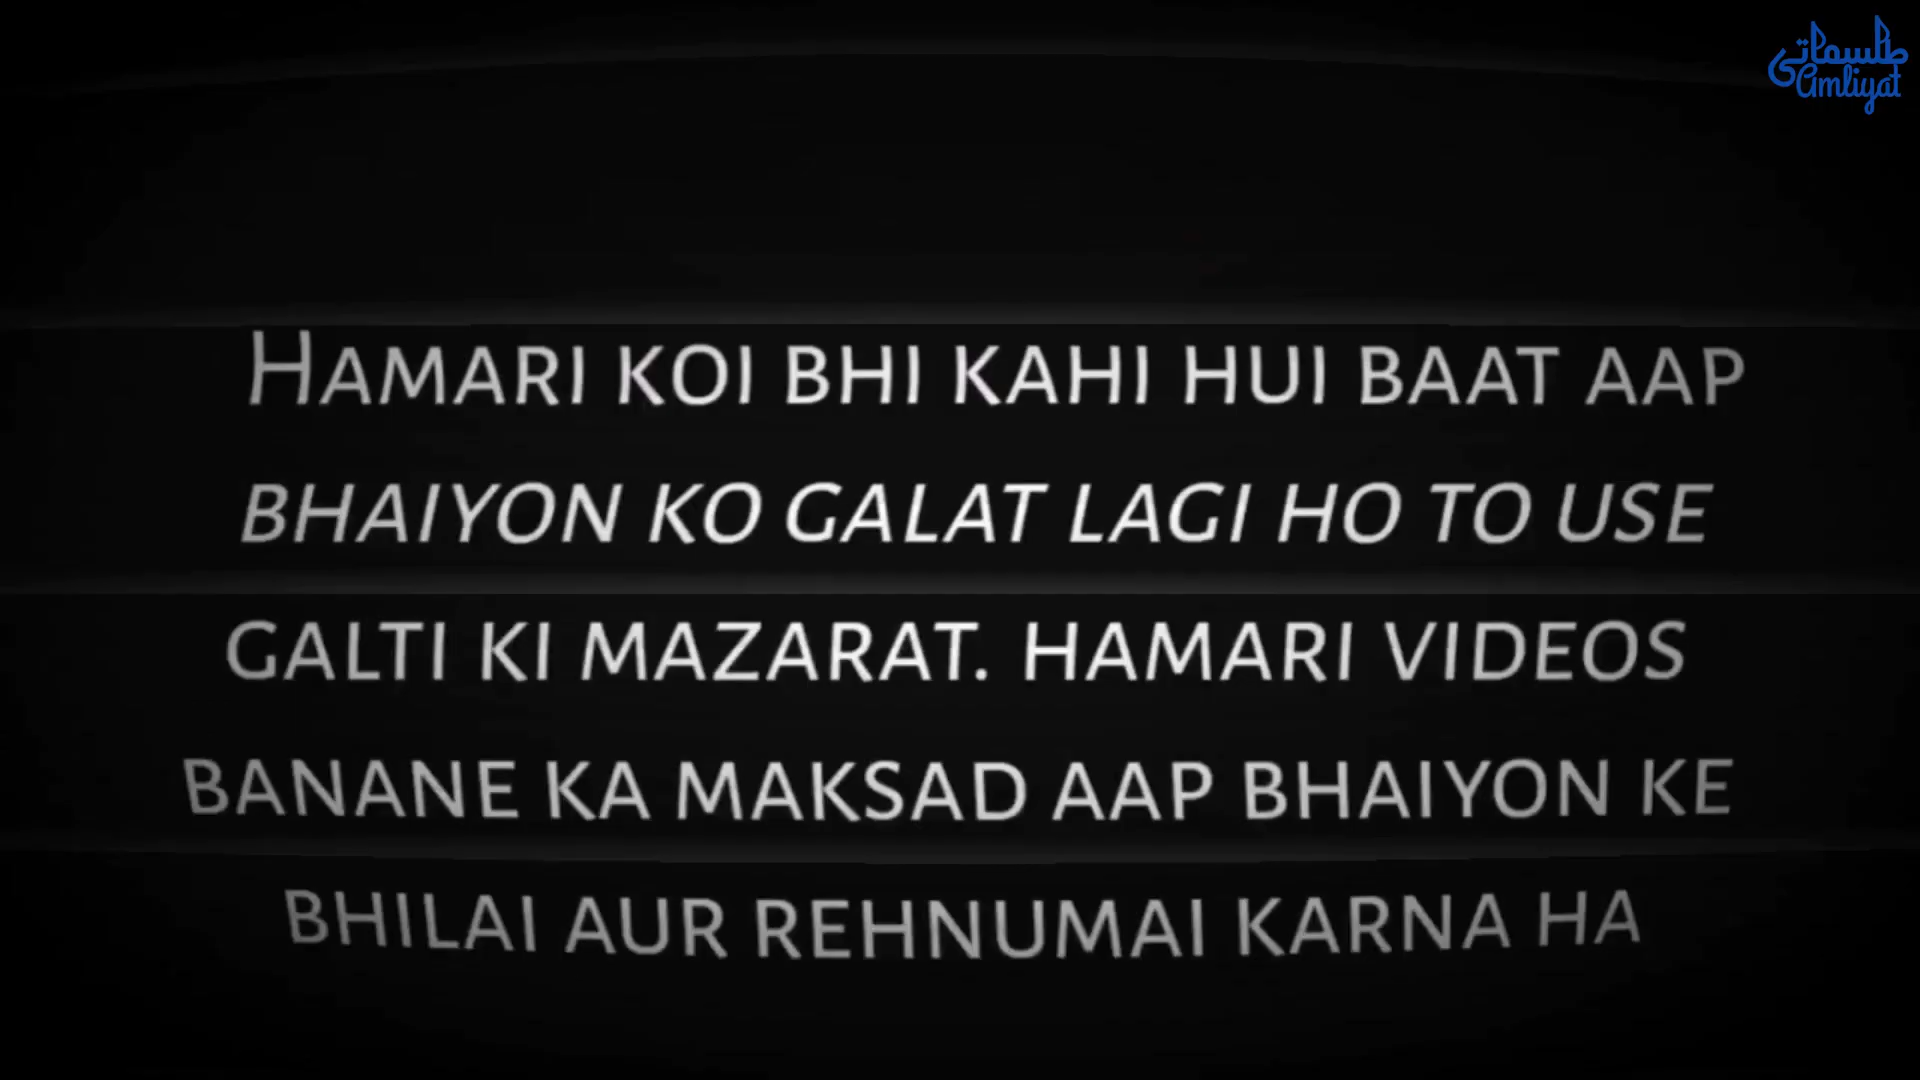 طلسماتی
Amliyat
HAMARI KOI BHI KAHI HUI BAAT AAP
BHAIYON KO GALAT LAGI HO TO USE
GALTI KI MAZARAT. HAMARI VIDEOS
BANANE KA MAKSAD AAP BHAIYON KE
BHILAI AUR REHNUMAI KARNA HA